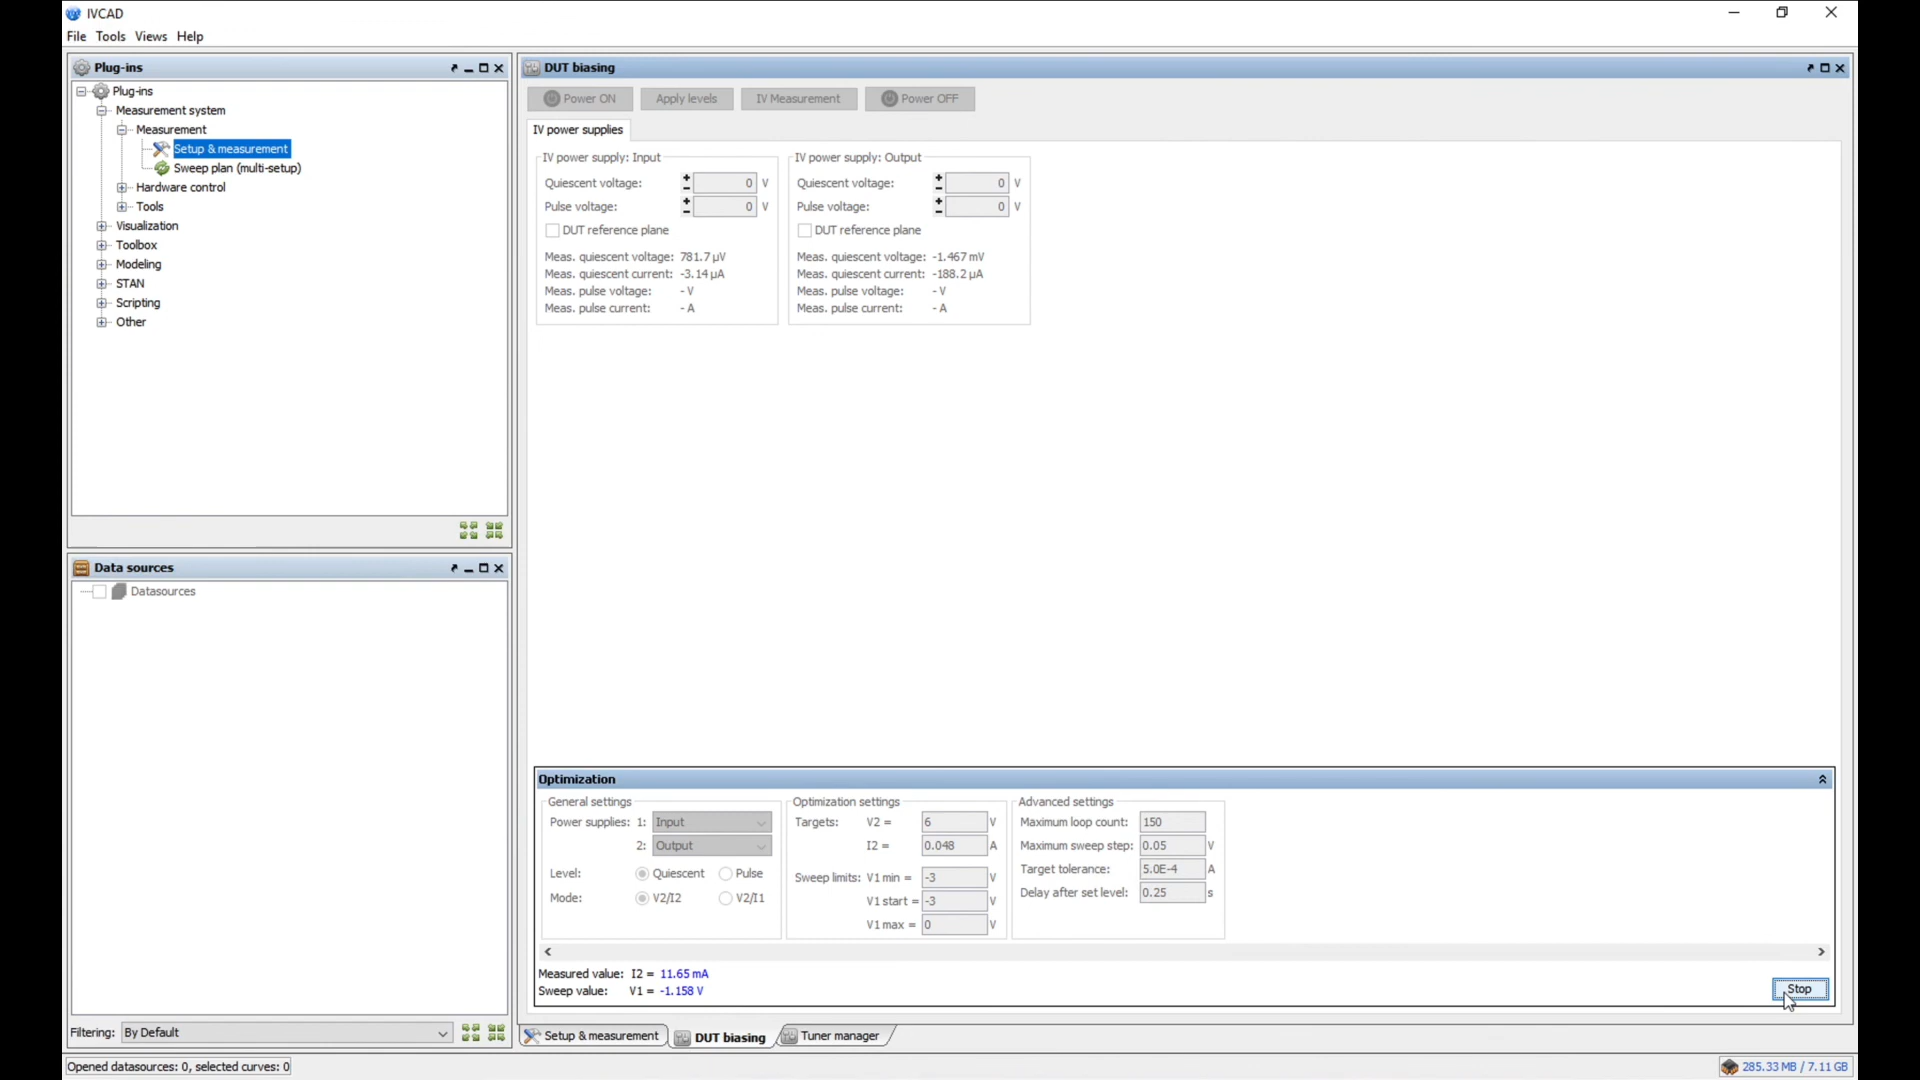 IVCAD
File Tools Views Help
Plug-ins
Plug-ins
Measurement system
Measurement
Setup & measurement
Sweep plan (multi-setup)
Hardware control
Tools
Visualization
Toolbox
Modeling
STAN
Scripting
Other
Data sources
Datasources
Filtering: By Default
Opened datasources: 0, selected curves: 0
DUT biasing
Power ON Apply levels IV Measurement Power OFF
IV power supplies
IV power supply: Input
Quiescent voltage: 0 V
Pulse voltage: 0 V
DUT reference plane
Meas. quiescent voltage: 781.7 µV
Meas. quiescent current: -3.14 µA
Meas. pulse voltage: - V
Meas. pulse current: - A
IV power supply: Output
Quiescent voltage: 0 V
Pulse voltage: 0 V
DUT reference plane
Meas. quiescent voltage: -1.467 mV
Meas. quiescent current: -188.2 µA
Meas. pulse voltage: - V
Meas. pulse current: - A
Optimization
General settings
Power supplies: 1: Input
2: Output
Level: Quiescent Pulse
Mode: V2/I2 V2/I1
Optimization settings
Targets: V2 = 6 V
I2 = 0.048 A
Sweep limits: V1 min = -3 V
V1 start = -3 V
V1 max = 0 V
Advanced settings
Maximum loop count: 150
Maximum sweep step: 0.05 V
Target tolerance: 5.0E-4 A
Delay after set level: 0.25 s
Measured value: I2 = 11.65 mA
Sweep value: V1 = -1.158 V
Stop
Setup & measurement DUT biasing Tuner manager
285.33 MB / 7.11 GB